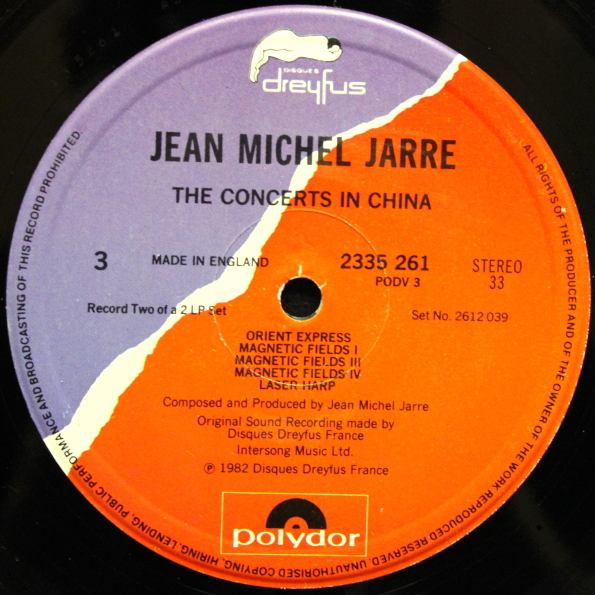 DISQUES
dreyfus
JEAN MICHEL JARRE
THE CONCERTS IN CHINA
3 MADE IN ENGLAND 2335 261 STEREO
PODV 3 33
Record Two of a 2 LP Set Set No. 2612 039
ORIENT EXPRESS
MAGNETIC FIELDS I
MAGNETIC FIELDS III
MAGNETIC FIELDS IV
LASER HARP
Composed and Produced by Jean Michel Jarre
Original Sound Recording made by
Disques Dreyfus France
Intersong Music Ltd.
℗ 1982 Disques Dreyfus France
polydor
ALL RIGHTS OF THE PRODUCER AND OF THE OWNER OF THE WORK REPRODUCED RESERVED UNAUTHORISED COPYING, HIRING, LENDING, PUBLIC PERFORMANCE AND BROADCASTING OF THIS RECORD PROHIBITED.